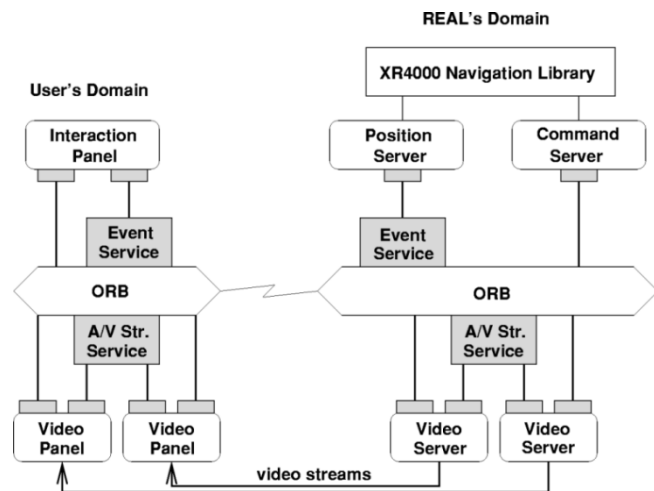 REAL's Domain
XR4000 Navigation Library
User's Domain
Interaction
Panel
Position
Server
Command
Server
Event
Service
Event
Service
ORB
ORB
A/V Str.
Service
A/V Str.
Service
Video
Panel
Video
Panel
Video
Server
Video
Server
video streams